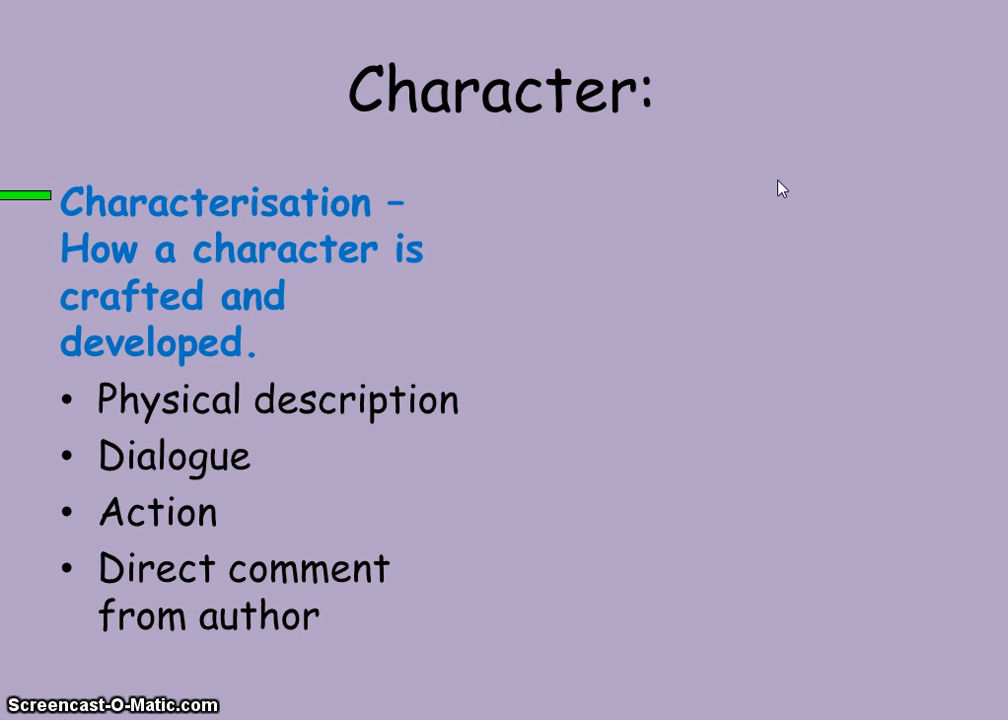 Character:
Characterisation –
How a character is
crafted and
developed.
• Physical description
• Dialogue
• Action
• Direct comment
from author
Screencast-O-Matic.com